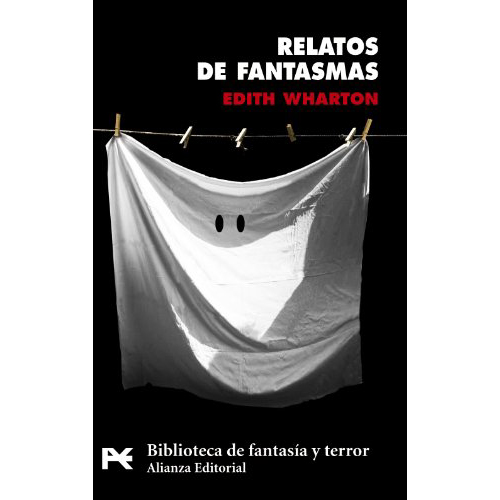 RELATOS
DE FANTASMAS
EDITH WHARTON
Biblioteca de fantasía y terror
Alianza Editorial